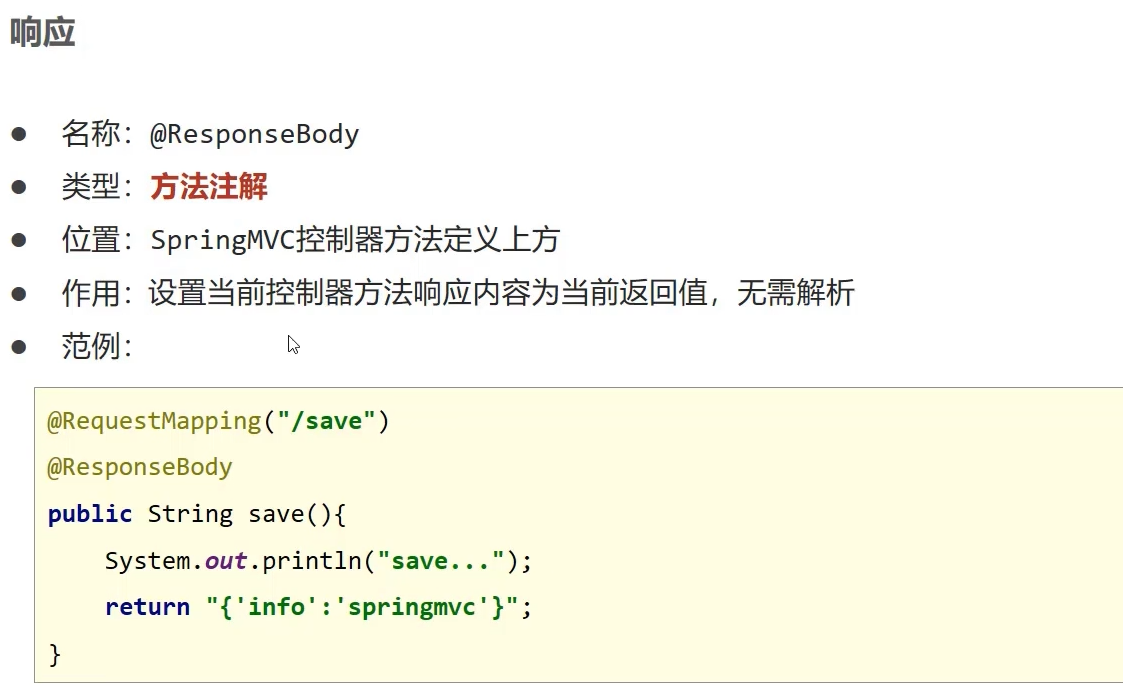 响应
● 名称：@ResponseBody
● 类型：方法注解
● 位置：SpringMVC控制器方法定义上方
● 作用：设置当前控制器方法响应内容为当前返回值，无需解析
● 范例：
@RequestMapping("/save")
@ResponseBody
public String save(){
    System.out.println("save...");
    return "{'info':'springmvc'}";
}